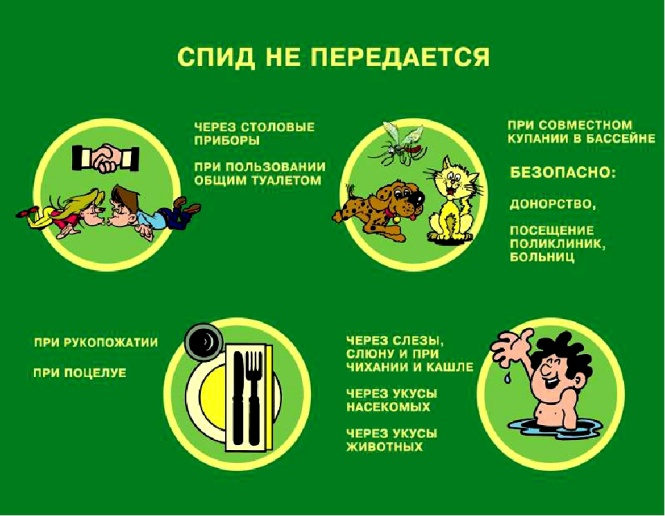 СПИД НЕ ПЕРЕДАЕТСЯ
ЧЕРЕЗ СТОЛОВЫЕ
ПРИБОРЫ
ПРИ ПОЛЬЗОВАНИИ
ОБЩИМ ТУАЛЕТОМ
ПРИ СОВМЕСТНОМ
КУПАНИИ В БАССЕЙНЕ
БЕЗОПАСНО:
ДОНОРСТВО,
ПОСЕЩЕНИЕ
ПОЛИКЛИНИК,
БОЛЬНИЦ
ПРИ РУКОПОЖАТИИ
ПРИ ПОЦЕЛУЕ
ЧЕРЕЗ СЛЕЗЫ,
СЛЮНУ И ПРИ
ЧИХАНИИ И КАШЛЕ
ЧЕРЕЗ УКУСЫ
НАСЕКОМЫХ
ЧЕРЕЗ УКУСЫ
ЖИВОТНЫХ